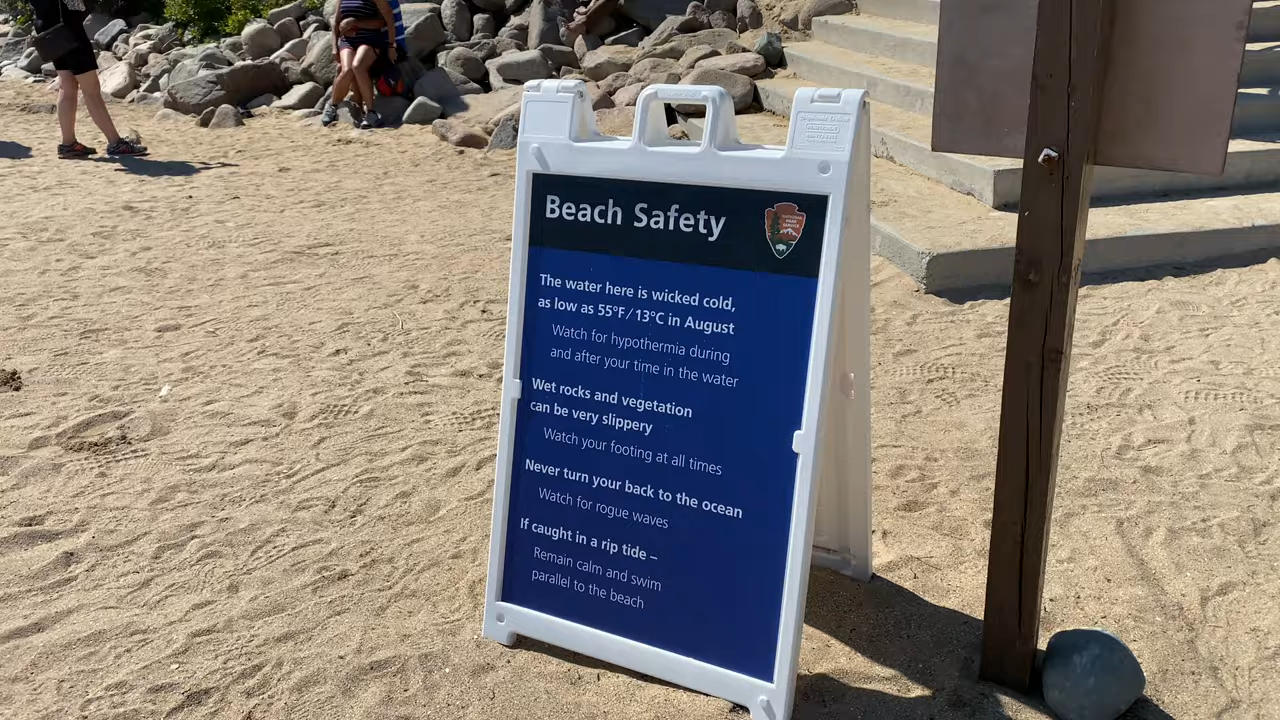 Beach Safety
NATIONAL
PARK
SERVICE
The water here is wicked cold,
as low as 55°F / 13°C in August
Watch for hypothermia during
and after your time in the water
Wet rocks and vegetation
can be very slippery
Watch your footing at all times
Never turn your back to the ocean
Watch for rogue waves
If caught in a rip tide –
Remain calm and swim
parallel to the beach